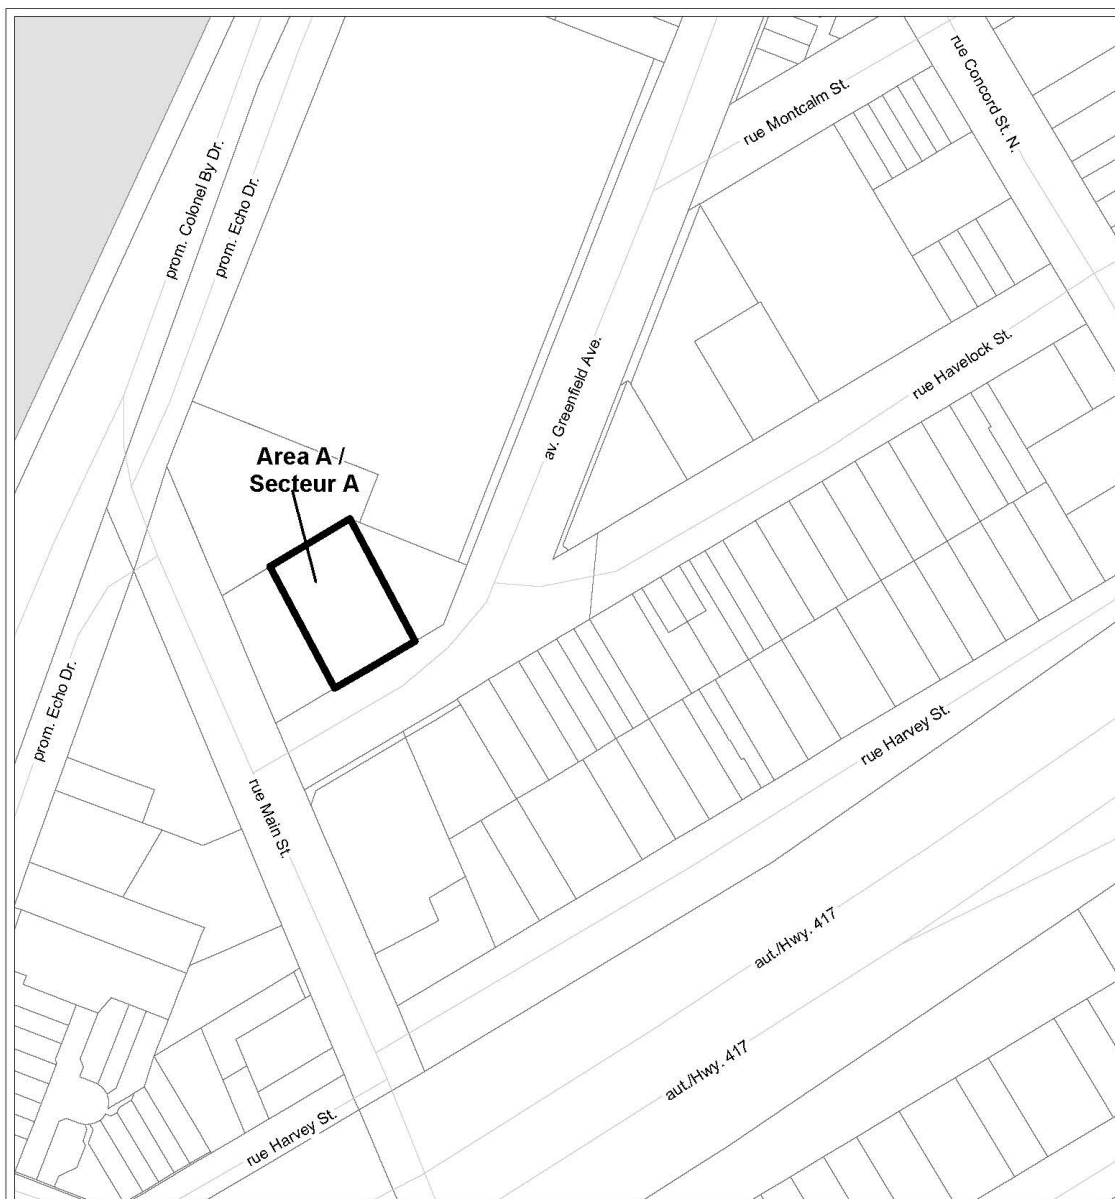 rue Concord St. N.
rue Montcalm St.
prom. Colonel By Dr.
prom. Echo Dr.
rue Havelock St.
av. Greenfield Ave.
Area A /
Secteur A
prom. Echo Dr.
rue Harvey St.
rue Main St.
aut./Hwy. 417
aut./Hwy. 417
rue Harvey St.